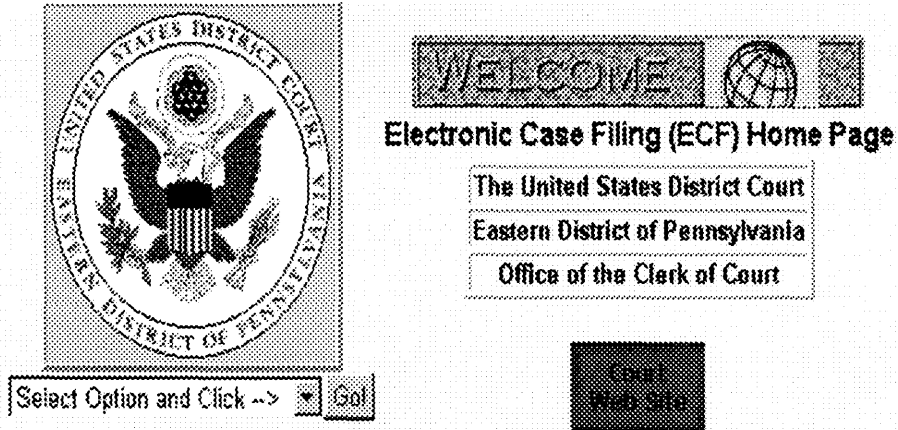 UNITED STATES DISTRICT COURT
EASTERN DISTRICT OF PENNSYLVANIA
Select Option and Click --> Go!
WELCOME
Electronic Case Filing (ECF) Home Page
The United States District Court
Eastern District of Pennsylvania
Office of the Clerk of Court
Court
Web Site